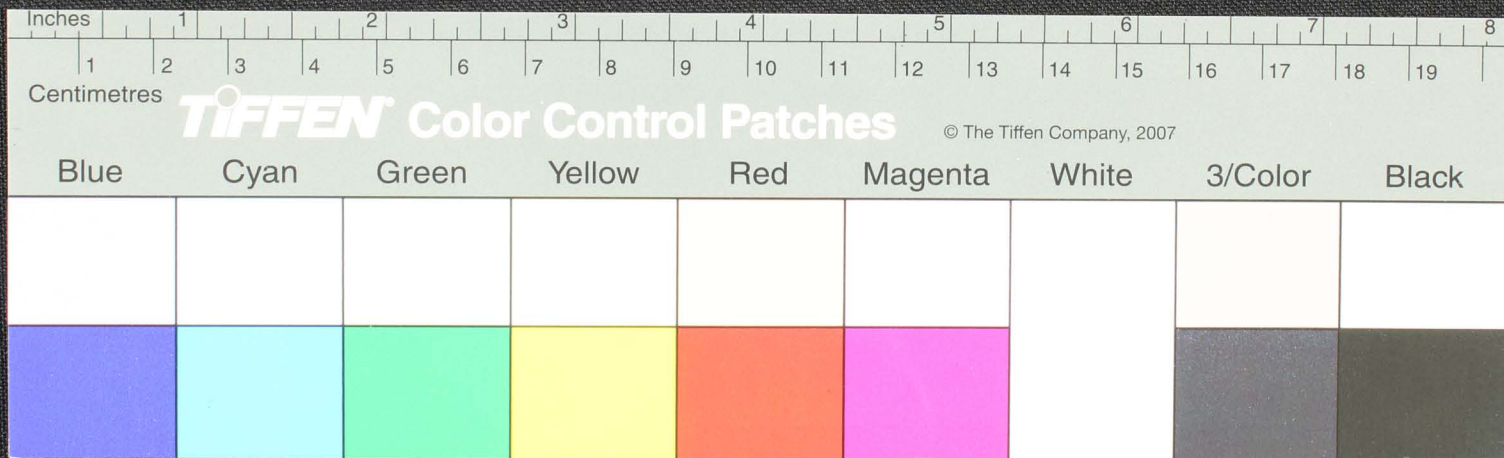 Inches 1 2 3 4 5 6 7 8
1 2 3 4 5 6 7 8 9 10 11 12 13 14 15 16 17 18 19
Centimetres
TIFFEN® Color Control Patches © The Tiffen Company, 2007
Blue Cyan Green Yellow Red Magenta White 3/Color Black